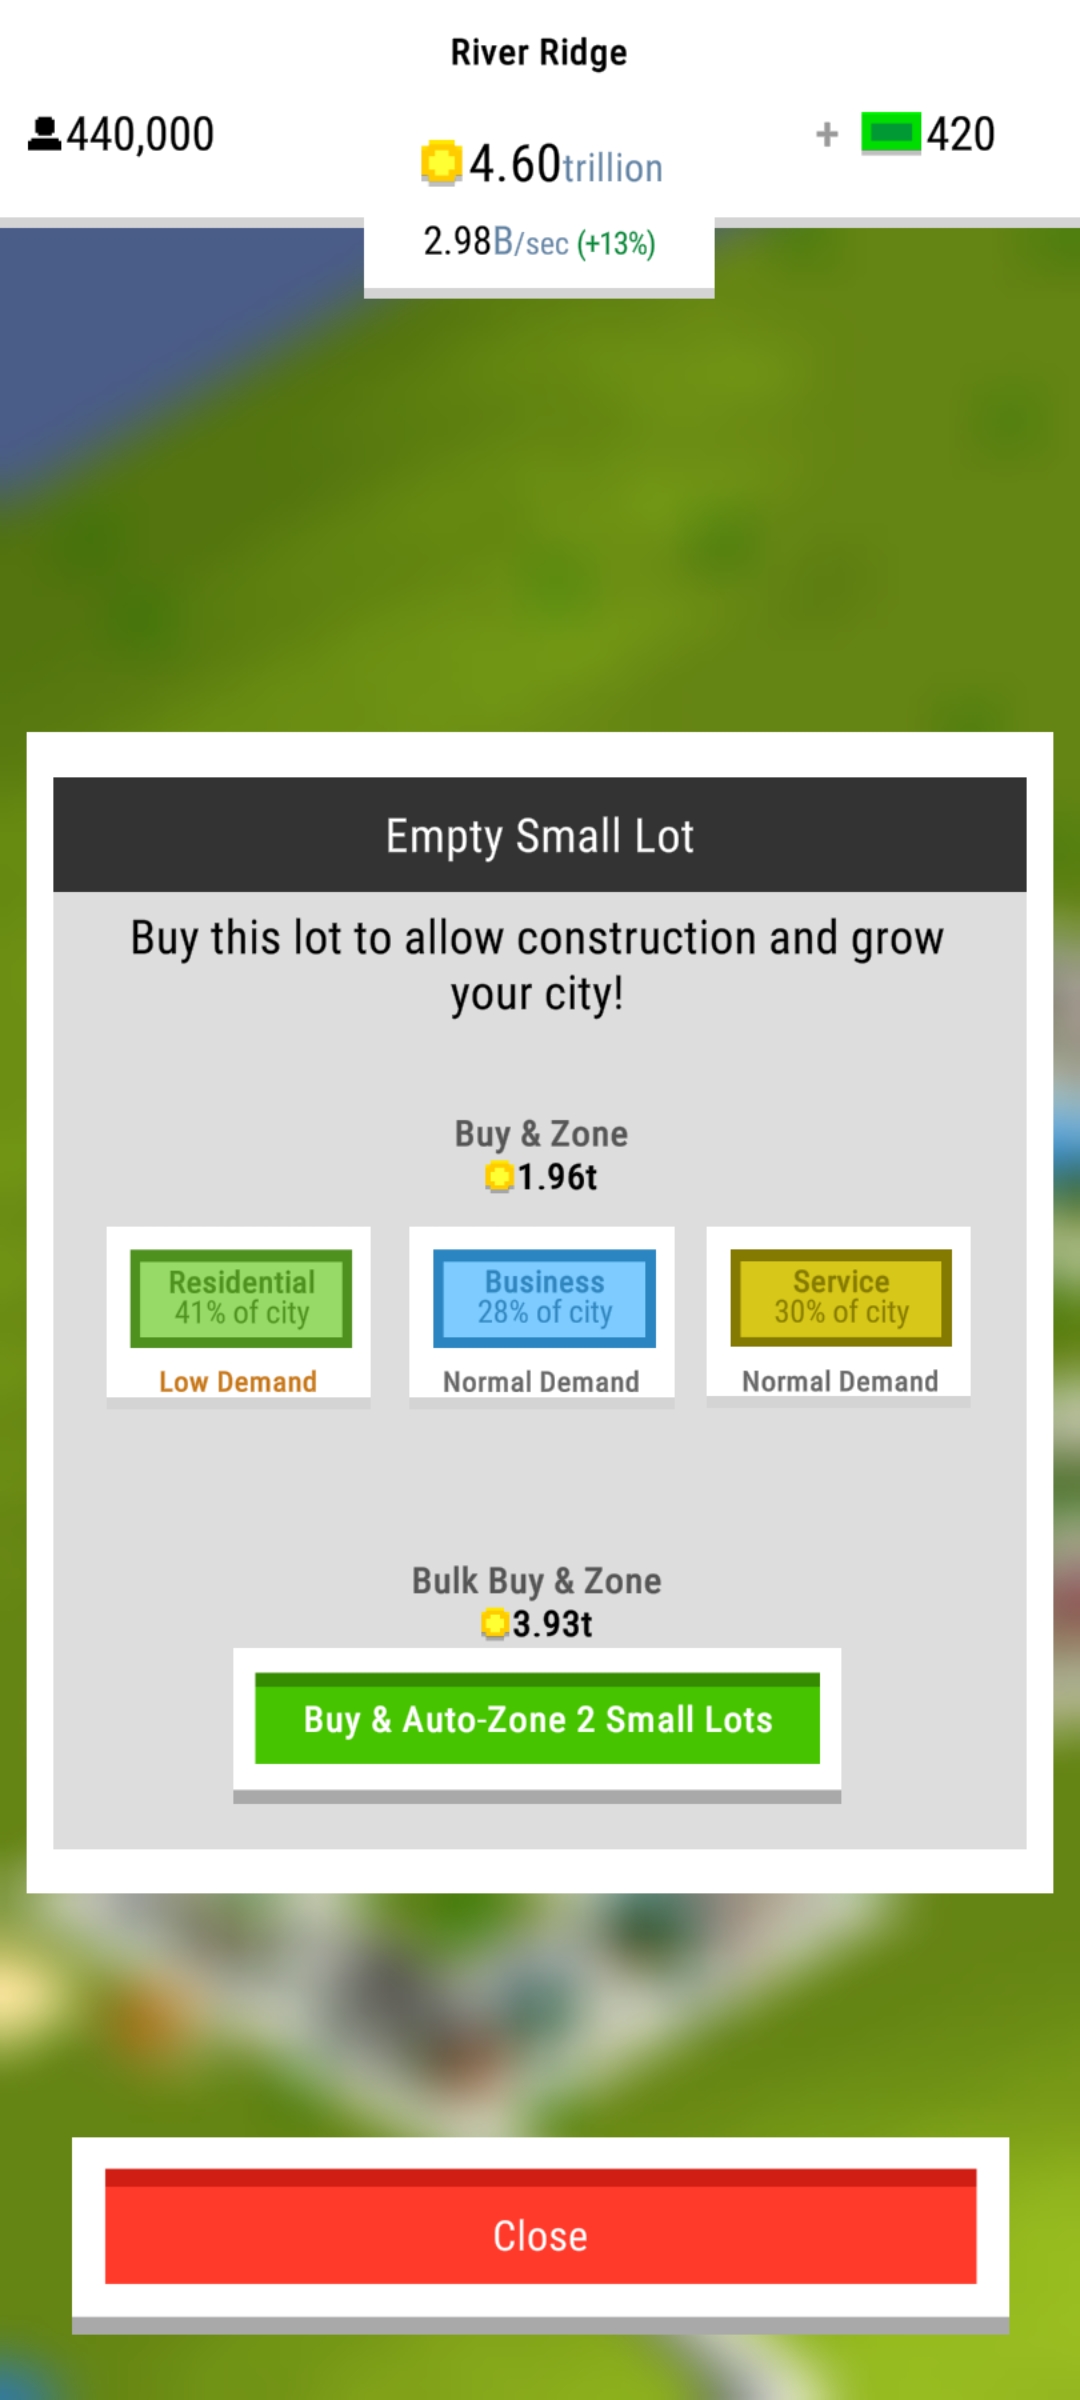 River Ridge
440,000
4.60trillion
+ 420
2.98B/sec (+13%)
Empty Small Lot
Buy this lot to allow construction and grow
your city!
Buy & Zone
1.96t
Residential
41% of city
Low Demand
Business
28% of city
Normal Demand
Service
30% of city
Normal Demand
Bulk Buy & Zone
3.93t
Buy & Auto-Zone 2 Small Lots
Close